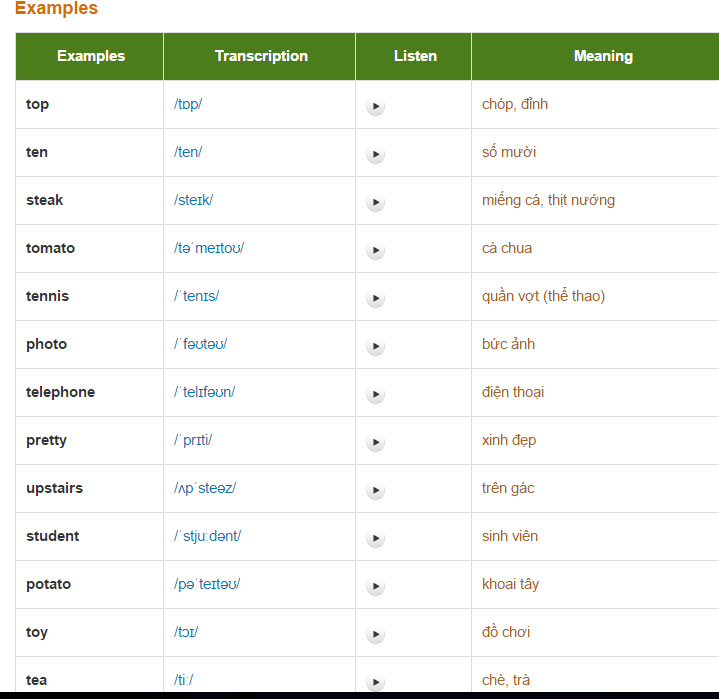 Examples
Examples Transcription Listen Meaning
top /tɒp/ chóp, đỉnh
ten /ten/ số mười
steak /steɪk/ miếng cá, thịt nướng
tomato /təˈmeɪtoʊ/ cà chua
tennis /ˈtenɪs/ quần vợt (thể thao)
photo /ˈfəʊtəʊ/ bức ảnh
telephone /ˈtelɪfəʊn/ điện thoại
pretty /ˈprɪti/ xinh đẹp
upstairs /ʌpˈsteəz/ trên gác
student /ˈstjuːdənt/ sinh viên
potato /pəˈteɪtəʊ/ khoai tây
toy /tɔɪ/ đồ chơi
tea /tiː/ chè, trà